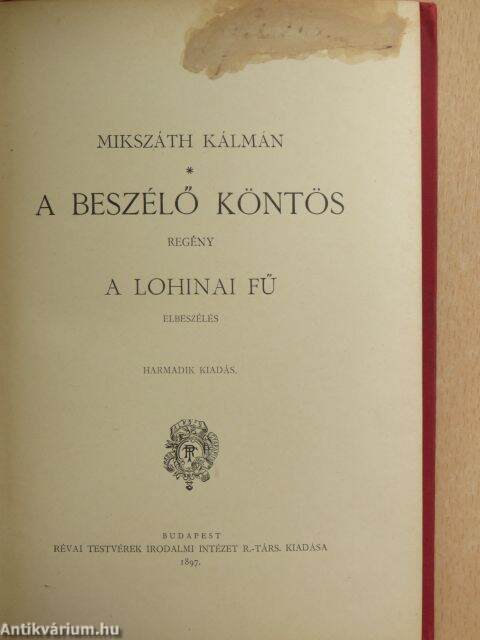 MIKSZÁTH KÁLMÁN
*
A BESZÉLŐ KÖNTÖS
REGÉNY
A LOHINAI FŰ
ELBESZÉLÉS
HARMADIK KIADÁS.
BUDAPEST
RÉVAI TESTVÉREK IRODALMI INTÉZET R.-TÁRS. KIADÁSA
1897.
Antikvárium.hu